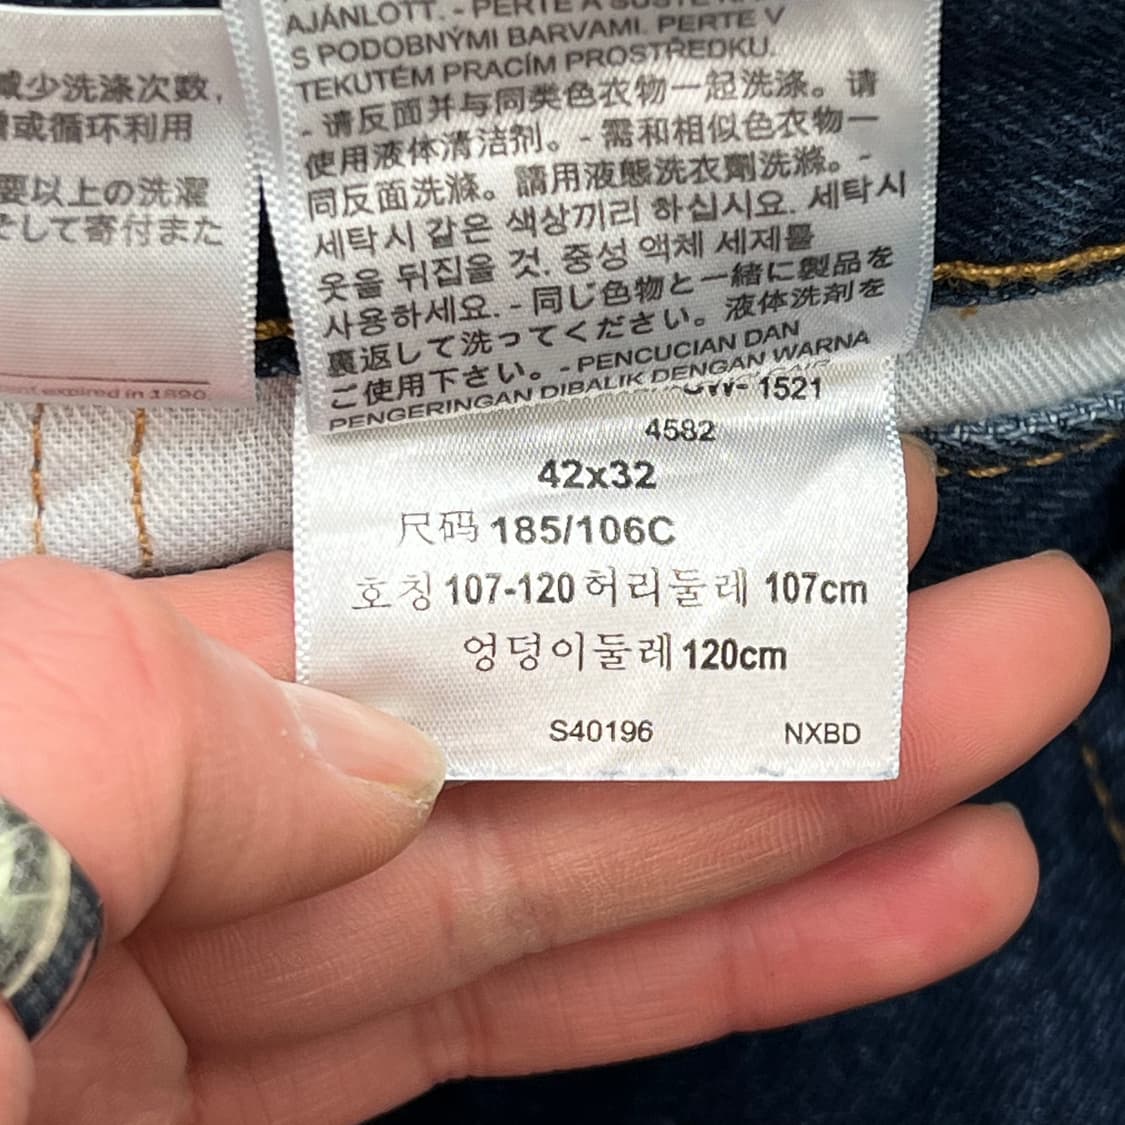 减少洗涤次数，
或循环利用
要以上の洗濯
そして寄付また
expired in 1890
AJÁNLOTT. - PERTE A
S PODOBNÝMI BARVAMI. PERTE V
TEKUTÉM PRACÍM PROSTŘEDKU.
- 请反面并与同类色衣物一起洗涤。 请
使用液体清洁剂。 - 需和相似色衣物一
同反面洗滌。請用液態洗衣劑洗滌。 -
세탁시 같은 색상끼리 하십시요. 세탁시
옷을 뒤집을 것. 중성 액체 세제를
사용하세요. - 同じ色物と一緒に製品を
裏返して洗ってください。液体洗剤を
ご使用下さい。 - PENCUCIAN DAN
PENGERINGAN DIBALIK DENGAN WARNA
1521
4582
42x32
尺码 185/106C
호칭 107-120 허리둘레 107cm
엉덩이둘레 120cm
S40196 NXBD